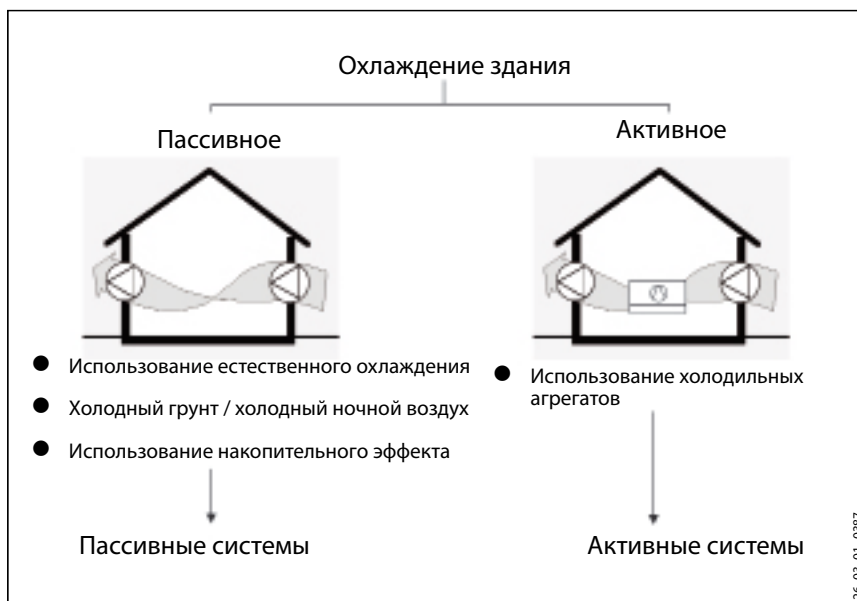 Охлаждение здания
Пассивное
Активное
● Использование естественного охлаждения
● Холодный грунт / холодный ночной воздух
● Использование накопительного эффекта
● Использование холодильных
агрегатов
Пассивные системы
Активные системы